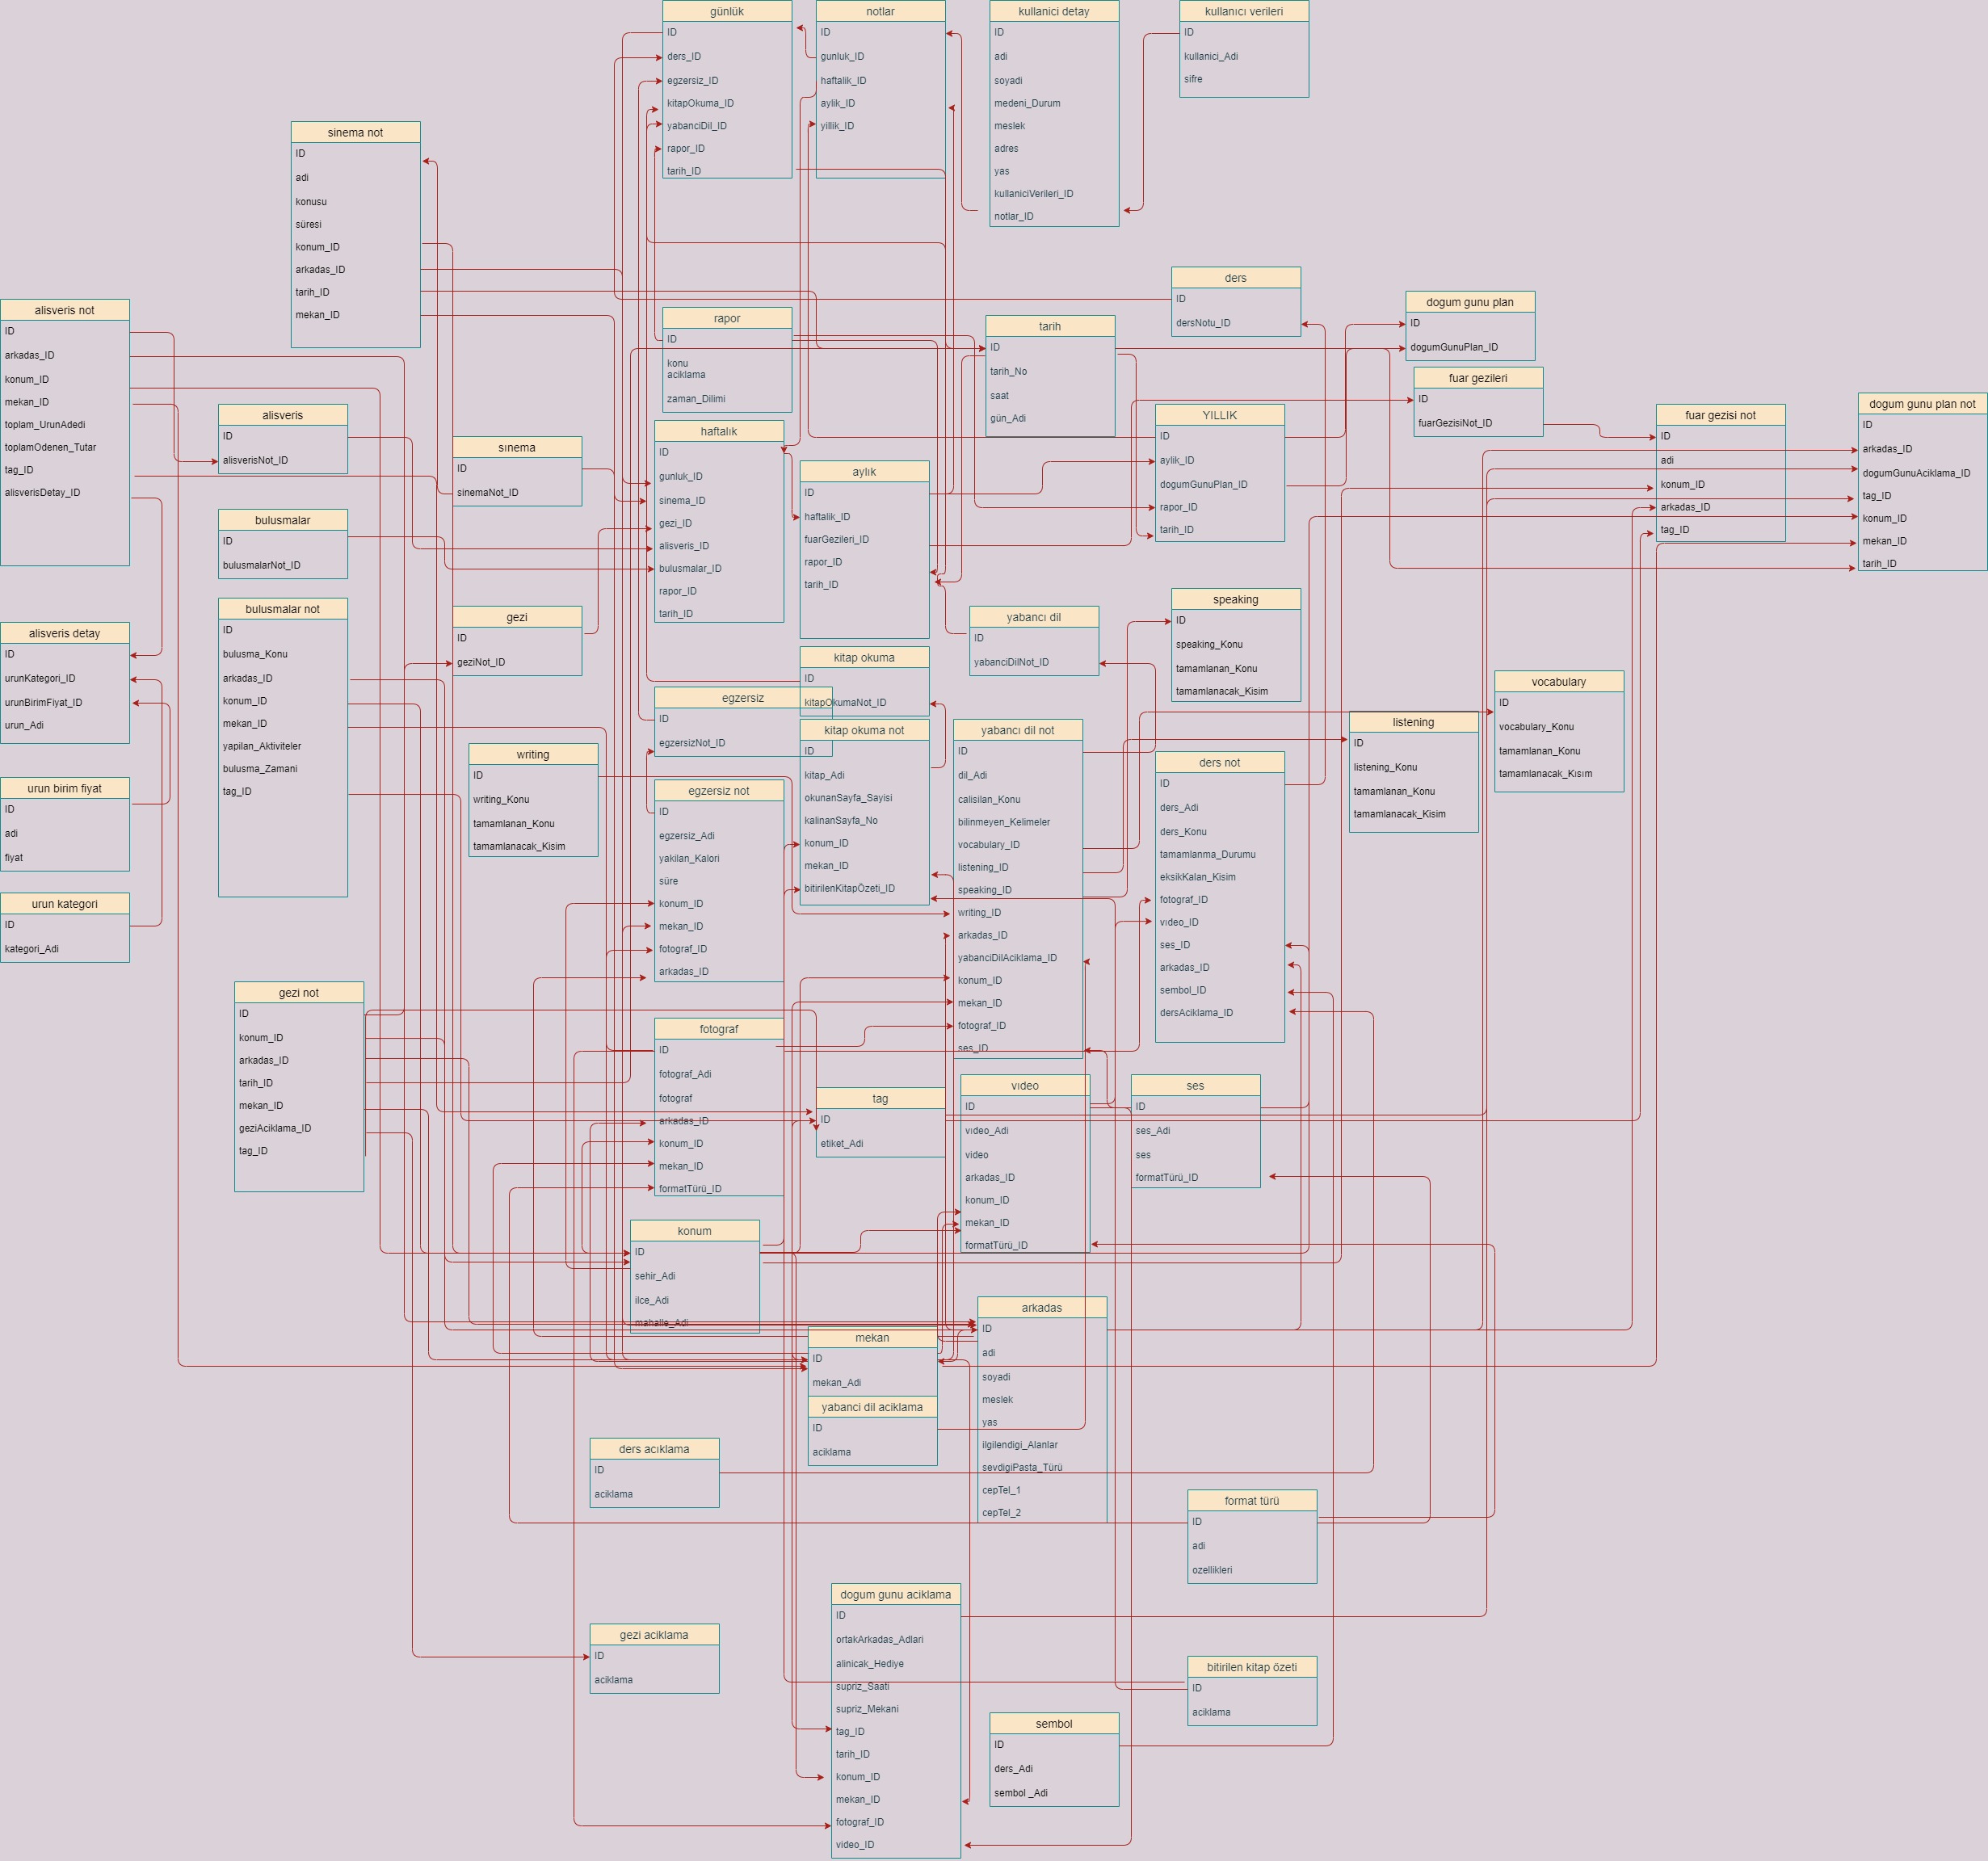 günlük
ID
ders_ID
egzersiz_ID
kitapOkuma_ID
yabanciDil_ID
rapor_ID
tarih_ID
notlar
ID
gunluk_ID
haftalik_ID
aylik_ID
yillik_ID
kullanici detay
ID
adi
soyadi
medeni_Durum
meslek
adres
yas
kullaniciVerileri_ID
notlar_ID
kullanıcı verileri
ID
kullanici_Adi
sifre
sinema not
ID
adi
konusu
süresi
konum_ID
arkadas_ID
tarih_ID
mekan_ID
alisveris not
ID
arkadas_ID
konum_ID
mekan_ID
toplam_UrunAdedi
toplamOdenen_Tutar
tag_ID
alisverisDetay_ID
rapor
ID
konu
aciklama
zaman_Dilimi
tarih
ID
tarih_No
saat
gün_Adi
ders
ID
dersNotu_ID
dogum gunu plan
ID
dogumGunuPlan_ID
fuar gezileri
ID
fuarGezisiNot_ID
fuar gezisi not
ID
adi
konum_ID
arkadas_ID
tag_ID
dogum gunu plan not
ID
arkadas_ID
dogumGunuAciklama_ID
tag_ID
konum_ID
mekan_ID
tarih_ID
alisveris
ID
alisverisNot_ID
sınema
ID
sinemaNot_ID
haftalık
ID
gunluk_ID
sinema_ID
gezi_ID
alisveris_ID
bulusmalar_ID
rapor_ID
tarih_ID
aylık
ID
haftalik_ID
fuarGezileri_ID
rapor_ID
tarih_ID
YILLIK
ID
aylik_ID
dogumGunuPlan_ID
rapor_ID
tarih_ID
bulusmalar
ID
bulusmalarNot_ID
bulusmalar not
ID
bulusma_Konu
arkadas_ID
konum_ID
mekan_ID
yapilan_Aktiviteler
bulusma_Zamani
tag_ID
gezi
ID
geziNot_ID
yabancı dil
ID
yabanciDilNot_ID
speaking
ID
speaking_Konu
tamamlanan_Konu
tamamlanacak_Kisim
alisveris detay
ID
urunKategori_ID
urunBirimFiyat_ID
urun_Adi
kitap okuma
ID
kitapOkumaNot_ID
egzersiz
ID
egzersizNot_ID
kitap okuma not
ID
kitap_Adi
okunanSayfa_Sayisi
kalinanSayfa_No
konum_ID
mekan_ID
bitirilenKitapÖzeti_ID
yabancı dil not
ID
dil_Adi
calisilan_Konu
bilinmeyen_Kelimeler
vocabulary_ID
listening_ID
speaking_ID
writing_ID
arkadas_ID
yabanciDilAciklama_ID
konum_ID
mekan_ID
fotograf_ID
ses_ID
vocabulary
ID
vocabulary_Konu
tamamlanan_Konu
tamamlanacak_Kısım
listening
ID
listening_Konu
tamamlanan_Konu
tamamlanacak_Kisim
ders not
ID
ders_Adi
ders_Konu
tamamlanma_Durumu
eksikKalan_Kisim
fotograf_ID
vıdeo_ID
ses_ID
arkadas_ID
sembol_ID
dersAciklama_ID
writing
ID
writing_Konu
tamamlanan_Konu
tamamlanacak_Kisim
urun birim fiyat
ID
adi
fiyat
egzersiz not
ID
egzersiz_Adi
yakilan_Kalori
süre
konum_ID
mekan_ID
fotograf_ID
arkadas_ID
urun kategori
ID
kategori_Adi
gezi not
ID
konum_ID
arkadas_ID
tarih_ID
mekan_ID
geziAciklama_ID
tag_ID
fotograf
ID
fotograf_Adi
fotograf
arkadas_ID
konum_ID
mekan_ID
formatTürü_ID
tag
ID
etiket_Adi
vıdeo
ID
vıdeo_Adi
video
arkadas_ID
konum_ID
mekan_ID
formatTürü_ID
ses
ID
ses_Adi
ses
formatTürü_ID
konum
ID
sehir_Adi
ilce_Adi
mahalle_Adi
arkadas
ID
adi
soyadi
meslek
yas
ilgilendigi_Alanlar
sevdigiPasta_Türü
cepTel_1
cepTel_2
mekan
ID
mekan_Adi
yabanci dil aciklama
ID
aciklama
ders acıklama
ID
aciklama
format türü
ID
adi
ozellikleri
dogum gunu aciklama
ID
ortakArkadas_Adlari
alinicak_Hediye
supriz_Saati
supriz_Mekani
tag_ID
tarih_ID
konum_ID
mekan_ID
fotograf_ID
video_ID
gezi aciklama
ID
aciklama
bitirilen kitap özeti
ID
aciklama
sembol
ID
ders_Adi
sembol _Adi